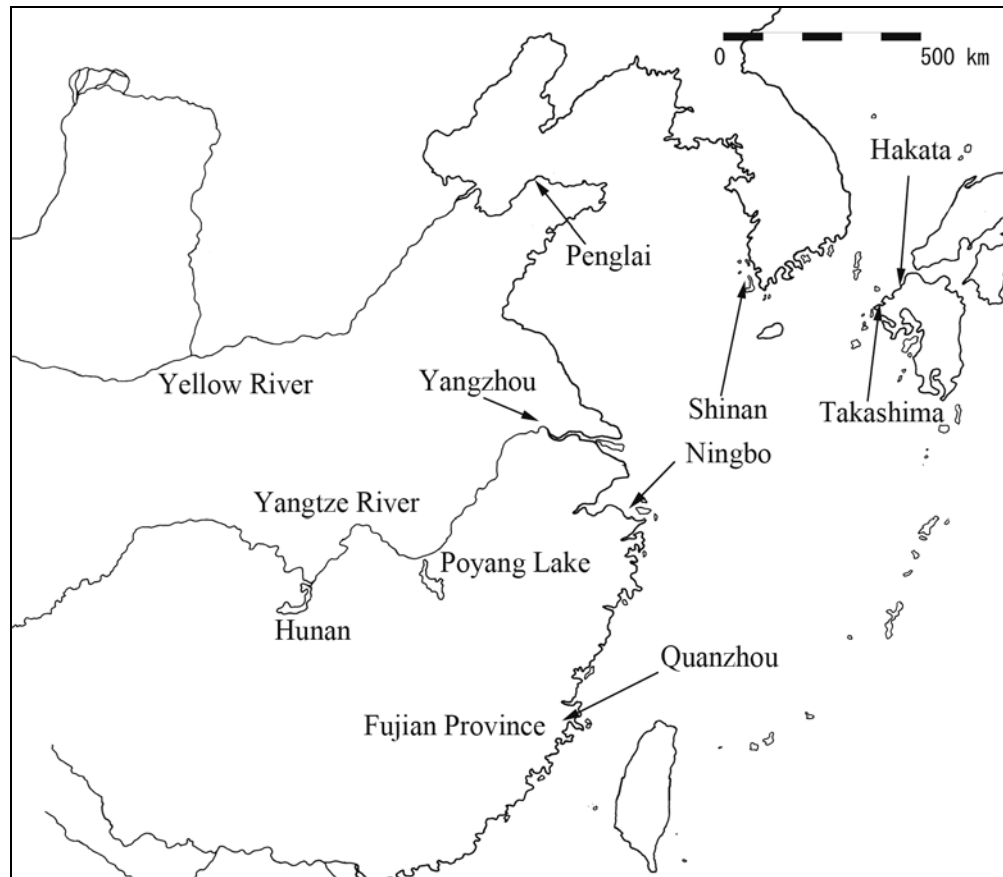 0 500 km
Hakata
Penglai
Yellow River
Yangzhou
Shinan
Takashima
Ningbo
Yangtze River
Poyang Lake
Hunan
Quanzhou
Fujian Province